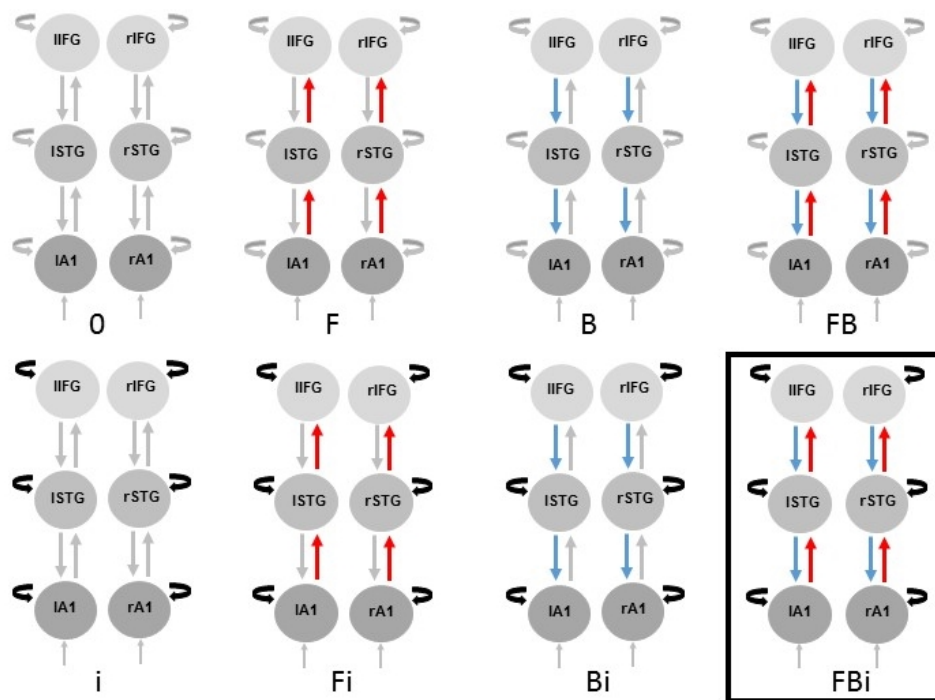 lIFG rIFG lIFG rIFG lIFG rIFG lIFG rIFG
lSTG rSTG lSTG rSTG lSTG rSTG lSTG rSTG
lA1 rA1 lA1 rA1 lA1 rA1 lA1 rA1
0 F B FB
lIFG rIFG lIFG rIFG lIFG rIFG lIFG rIFG
lSTG rSTG lSTG rSTG lSTG rSTG lSTG rSTG
lA1 rA1 lA1 rA1 lA1 rA1 lA1 rA1
i Fi Bi FBi